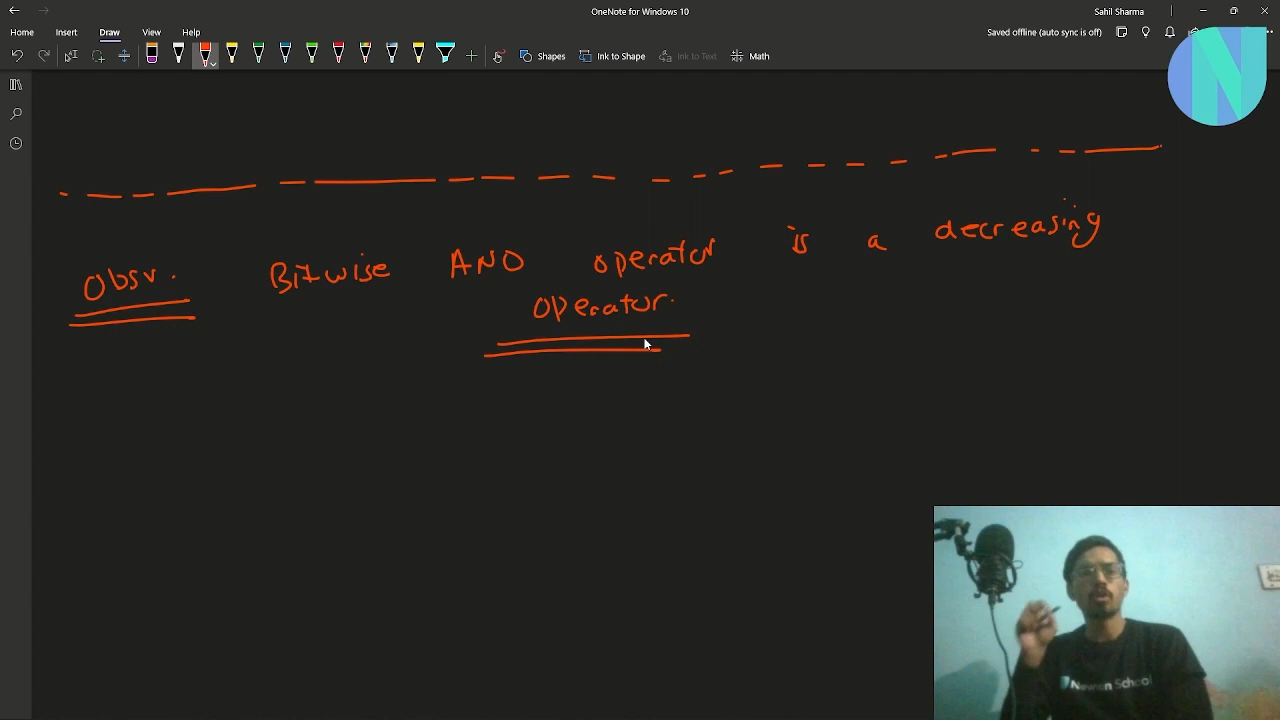 OneNote for Windows 10
Sahil Sharma
Home Insert Draw View Help
Saved offline (auto sync is off)
Shapes Ink to Shape Ink to Text Math
Obsv. Bitwise AND operator is a decreasing
operator.
School